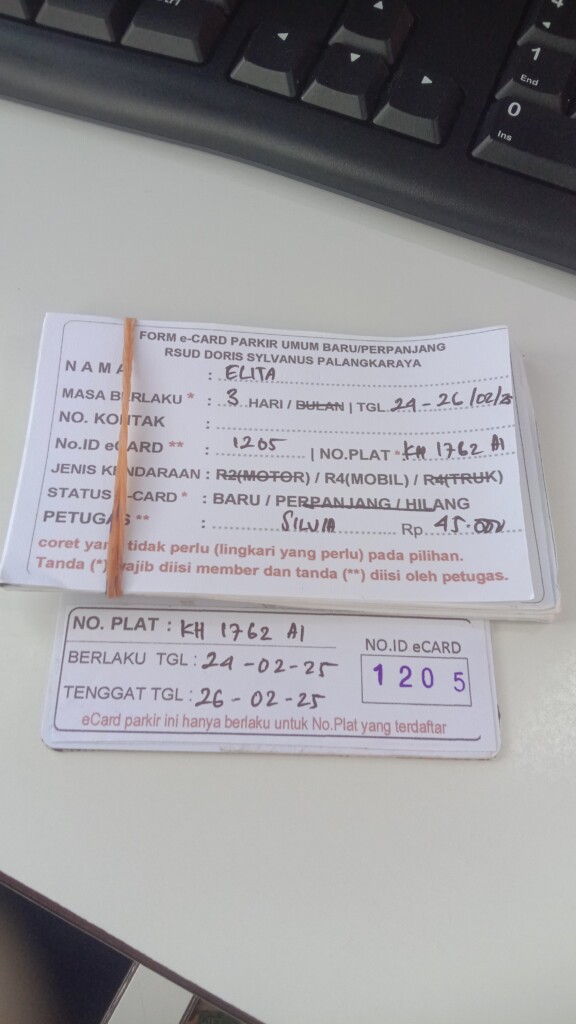 1
End
0
Ins
FORM e-CARD PARKIR UMUM BARU/PERPANJANG
RSUD DORIS SYLVANUS PALANGKARAYA
NAMA : ELITA
MASA BERLAKU * : 3 HARI / BULAN | TGL. 24 - 26/02/25
NO. KONTAK :
No.ID eCARD ** : 1205 | NO.PLAT * : KH 1762 AI
JENIS KENDARAAN : R2(MOTOR) / R4(MOBIL) / R4(TRUK)
STATUS e-CARD * : BARU / PERPANJANG / HILANG
PETUGAS ** : SILVIA Rp 45.000
coret yang tidak perlu (lingkari yang perlu) pada pilihan.
Tanda (*) wajib diisi member dan tanda (**) diisi oleh petugas.
NO. PLAT : KH 1762 AI
NO.ID eCARD
BERLAKU TGL : 24-02-25
1205
TENGGAT TGL : 26-02-25
eCard parkir ini hanya berlaku untuk No.Plat yang terdaftar